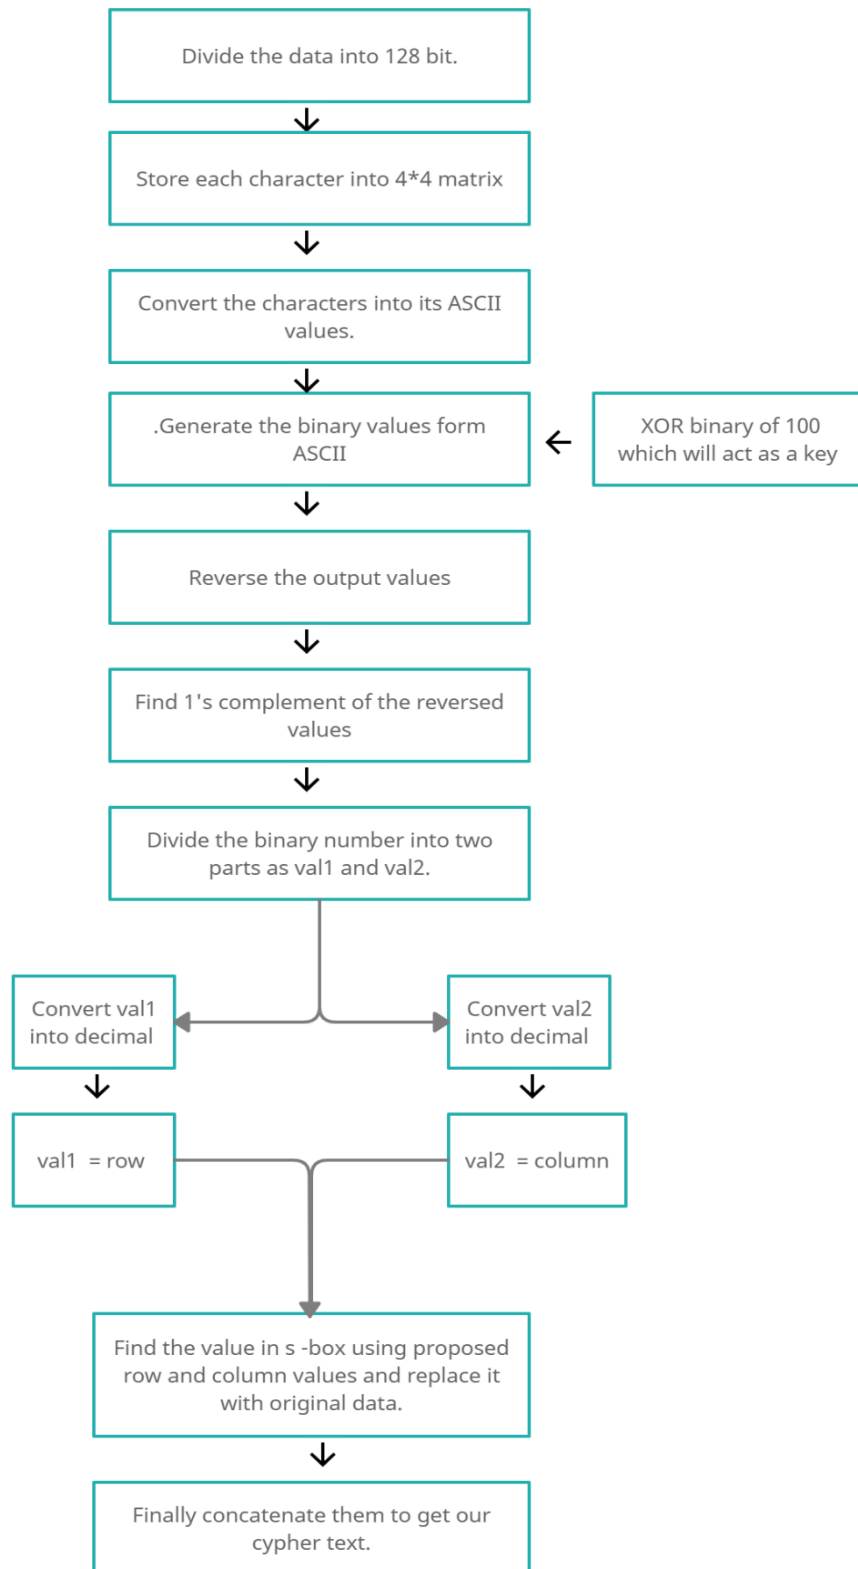 Divide the data into 128 bit.
Store each character into 4*4 matrix
Convert the characters into its ASCII
values.
.Generate the binary values form
ASCII
XOR binary of 100
which will act as a key
Reverse the output values
Find 1's complement of the reversed
values
Divide the binary number into two
parts as val1 and val2.
Convert val1
into decimal
Convert val2
into decimal
val1  = row
val2  = column
Find the value in s -box using proposed
row and column values and replace it
with original data.
Finally concatenate them to get our
cypher text.